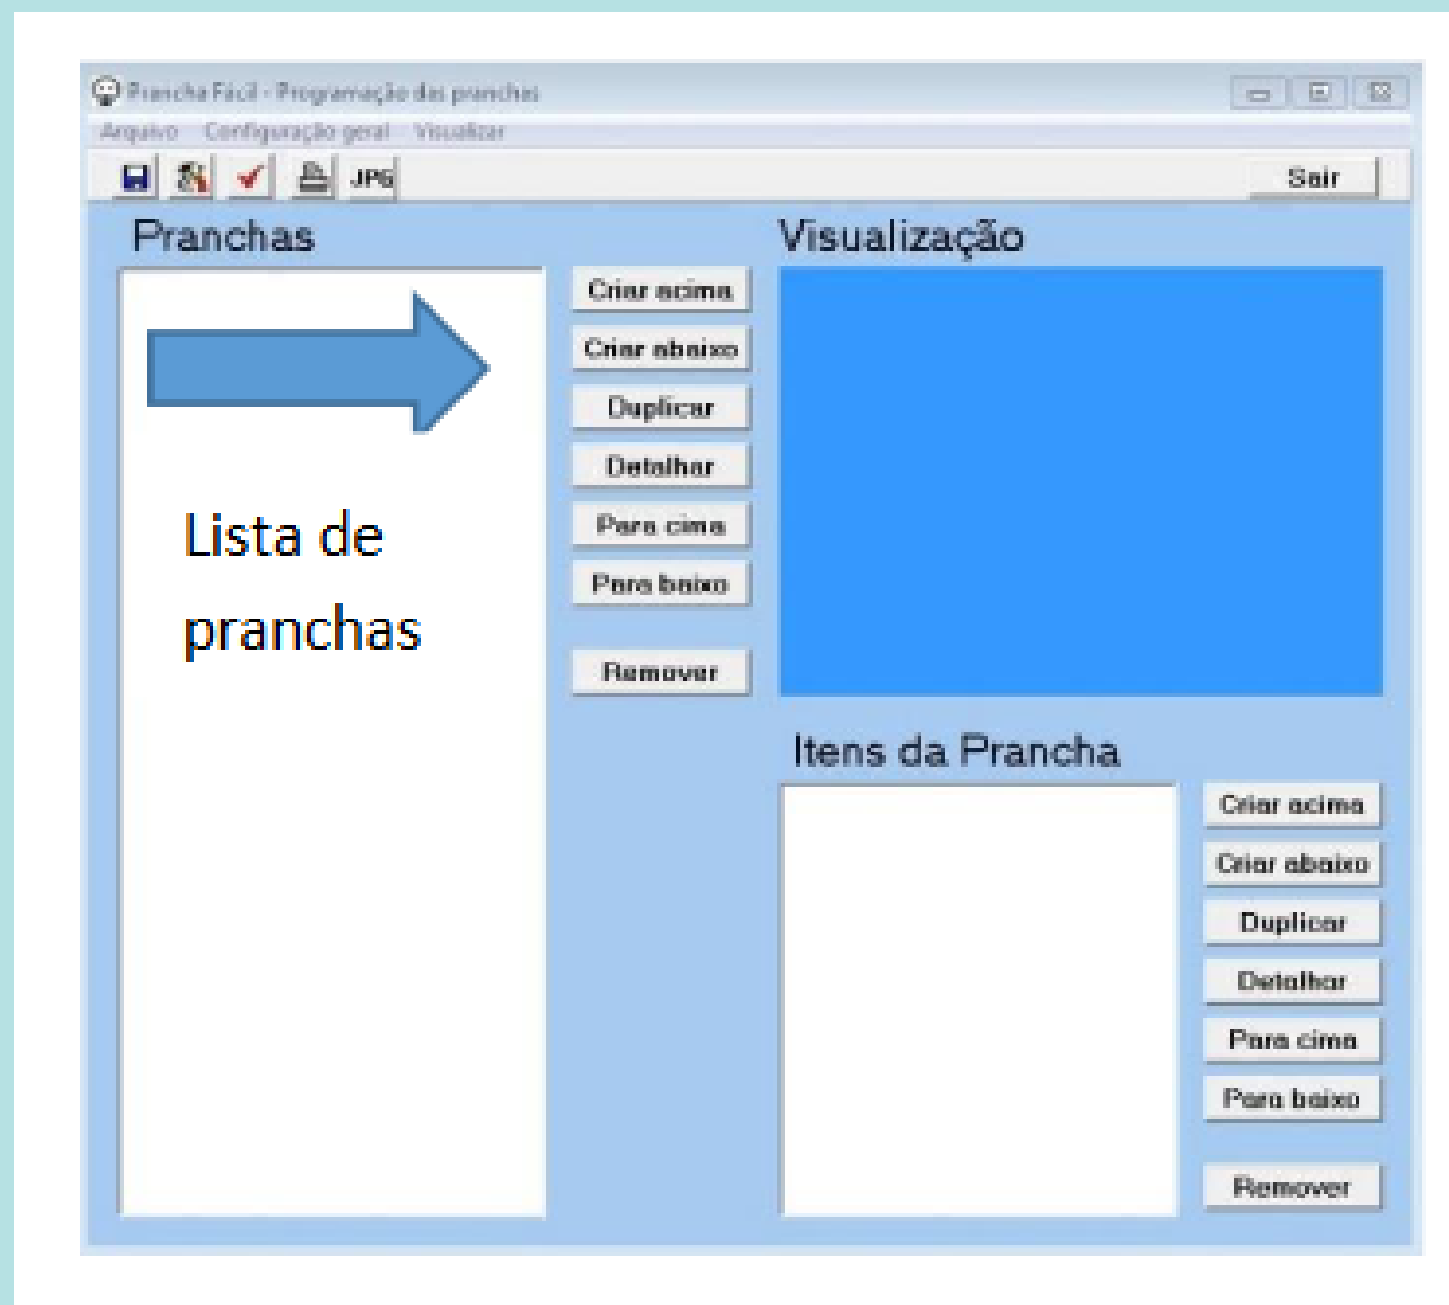 Prancha Fácil - Programação das pranchas
Arquivo Configuração geral Visualizar
JPG
Sair
Pranchas
Lista de
pranchas
Criar acima
Criar abaixo
Duplicar
Detalhar
Para cima
Para baixo
Remover
Visualização
Itens da Prancha
Criar acima
Criar abaixo
Duplicar
Detalhar
Para cima
Para baixo
Remover